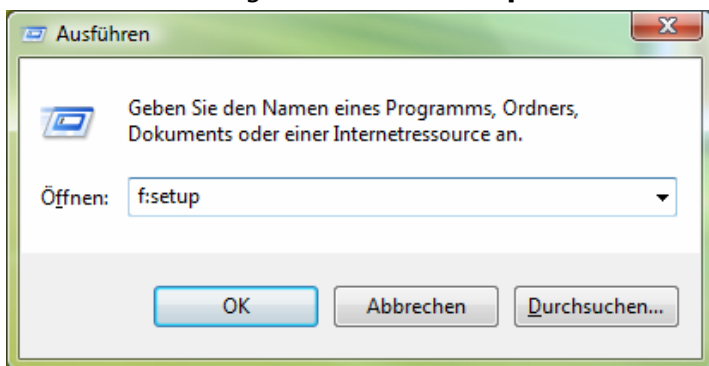 Ausführen
Geben Sie den Namen eines Programms, Ordners,
Dokuments oder einer Internetressource an.
Öffnen: f:setup
OK Abbrechen Durchsuchen...